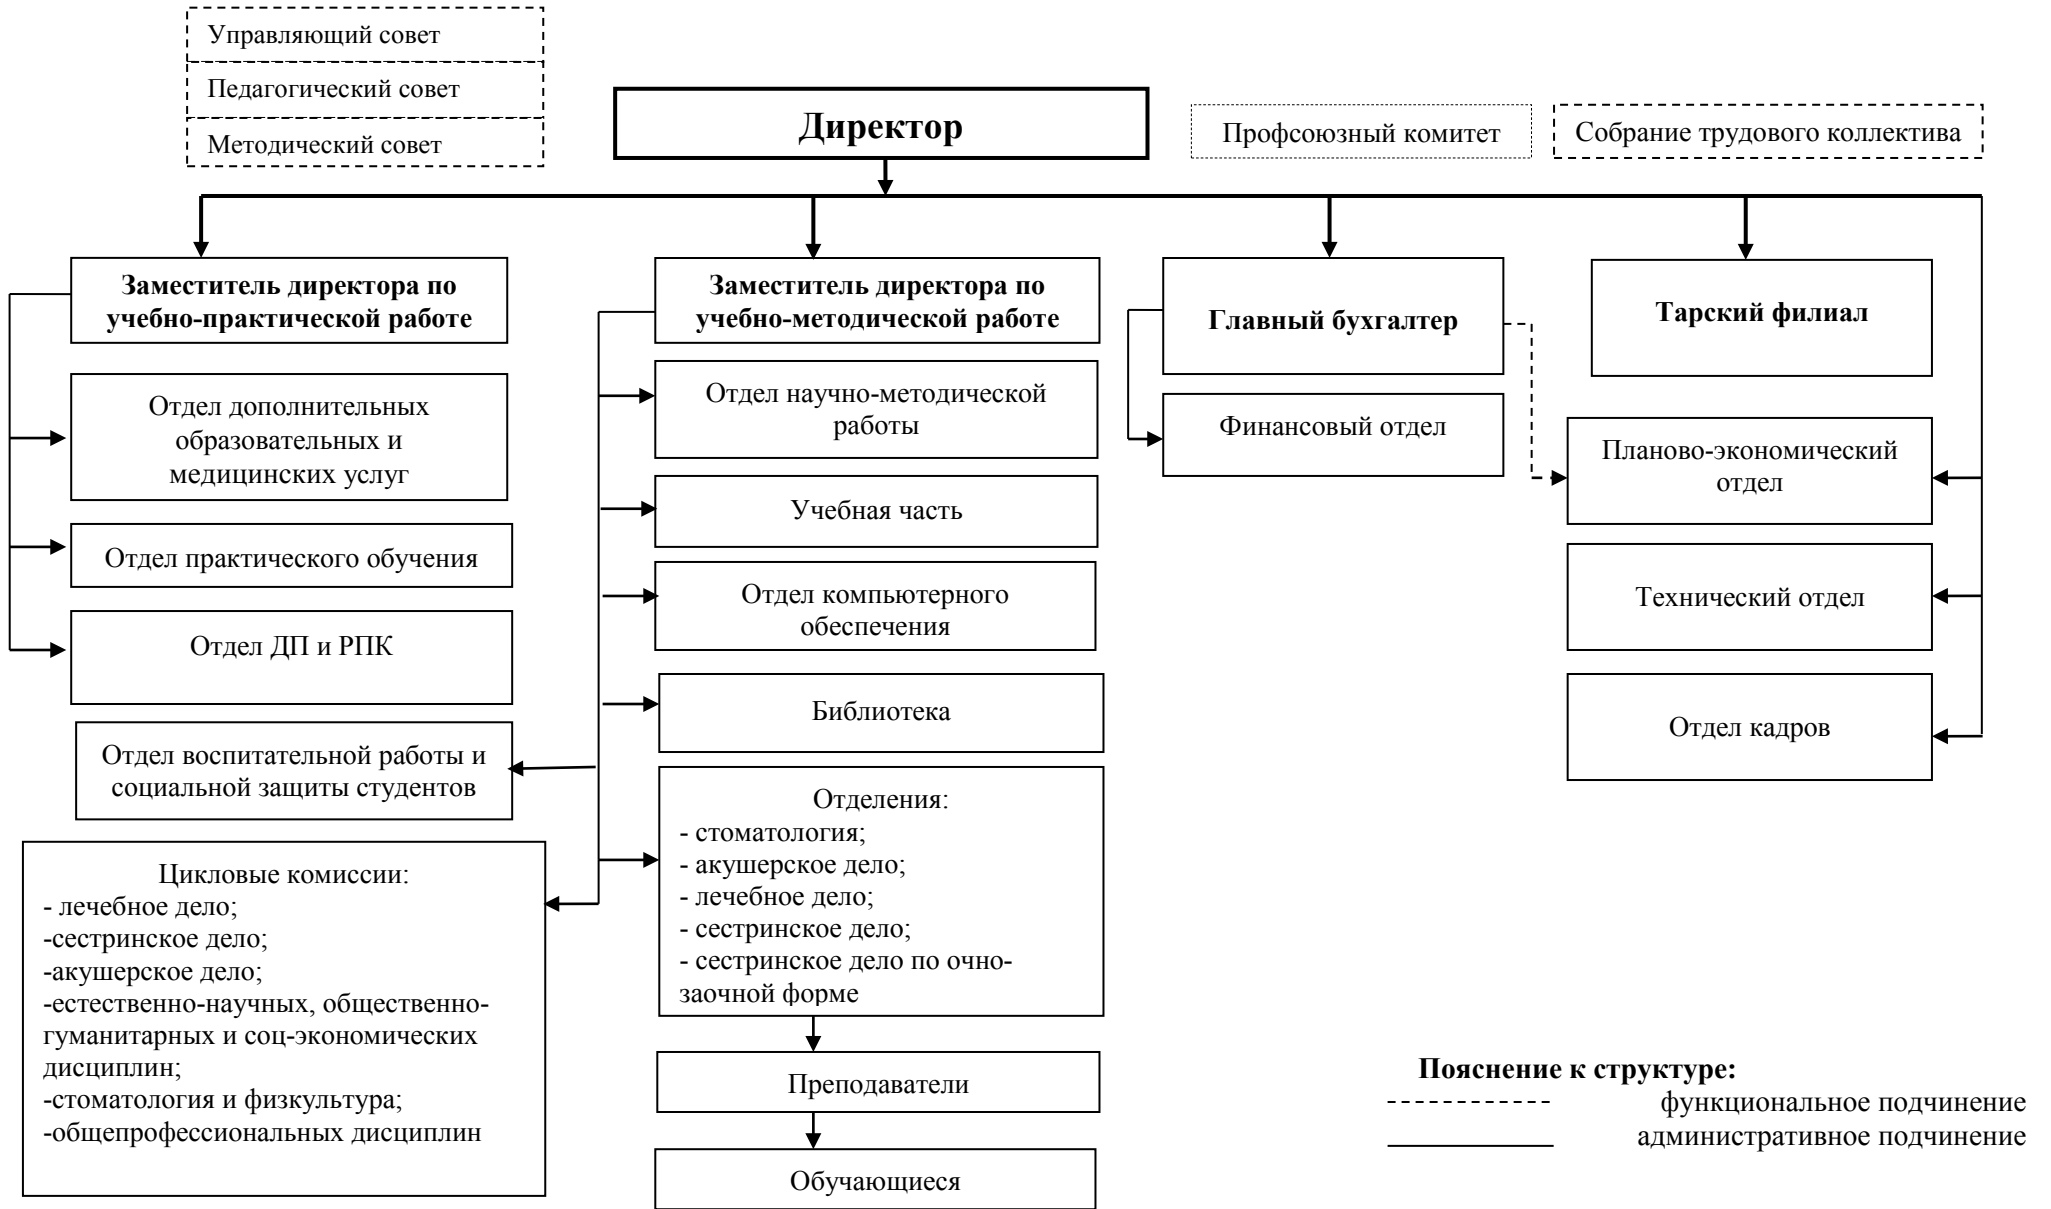 Управляющий совет
Педагогический совет
Методический совет
Директор
Профсоюзный комитет
Собрание трудового коллектива
Заместитель директора по
учебно-практической работе
Заместитель директора по
учебно-методической работе
Главный бухгалтер
Тарский филиал
Отдел дополнительных
образовательных и
медицинских услуг
Отдел практического обучения
Отдел ДП и РПК
Отдел воспитательной работы и
социальной защиты студентов
Цикловые комиссии:
- лечебное дело;
-сестринское дело;
-акушерское дело;
-естественно-научных, общественно-
гуманитарных и соц-экономических
дисциплин;
-стоматология и физкультура;
-общепрофессиональных дисциплин
Отдел научно-методической
работы
Учебная часть
Отдел компьютерного
обеспечения
Библиотека
Отделения:
- стоматология;
- акушерское дело;
- лечебное дело;
- сестринское дело;
- сестринское дело по очно-
заочной форме
Преподаватели
Обучающиеся
Финансовый отдел
Планово-экономический
отдел
Технический отдел
Отдел кадров
Пояснение к структуре:
функциональное подчинение
административное подчинение